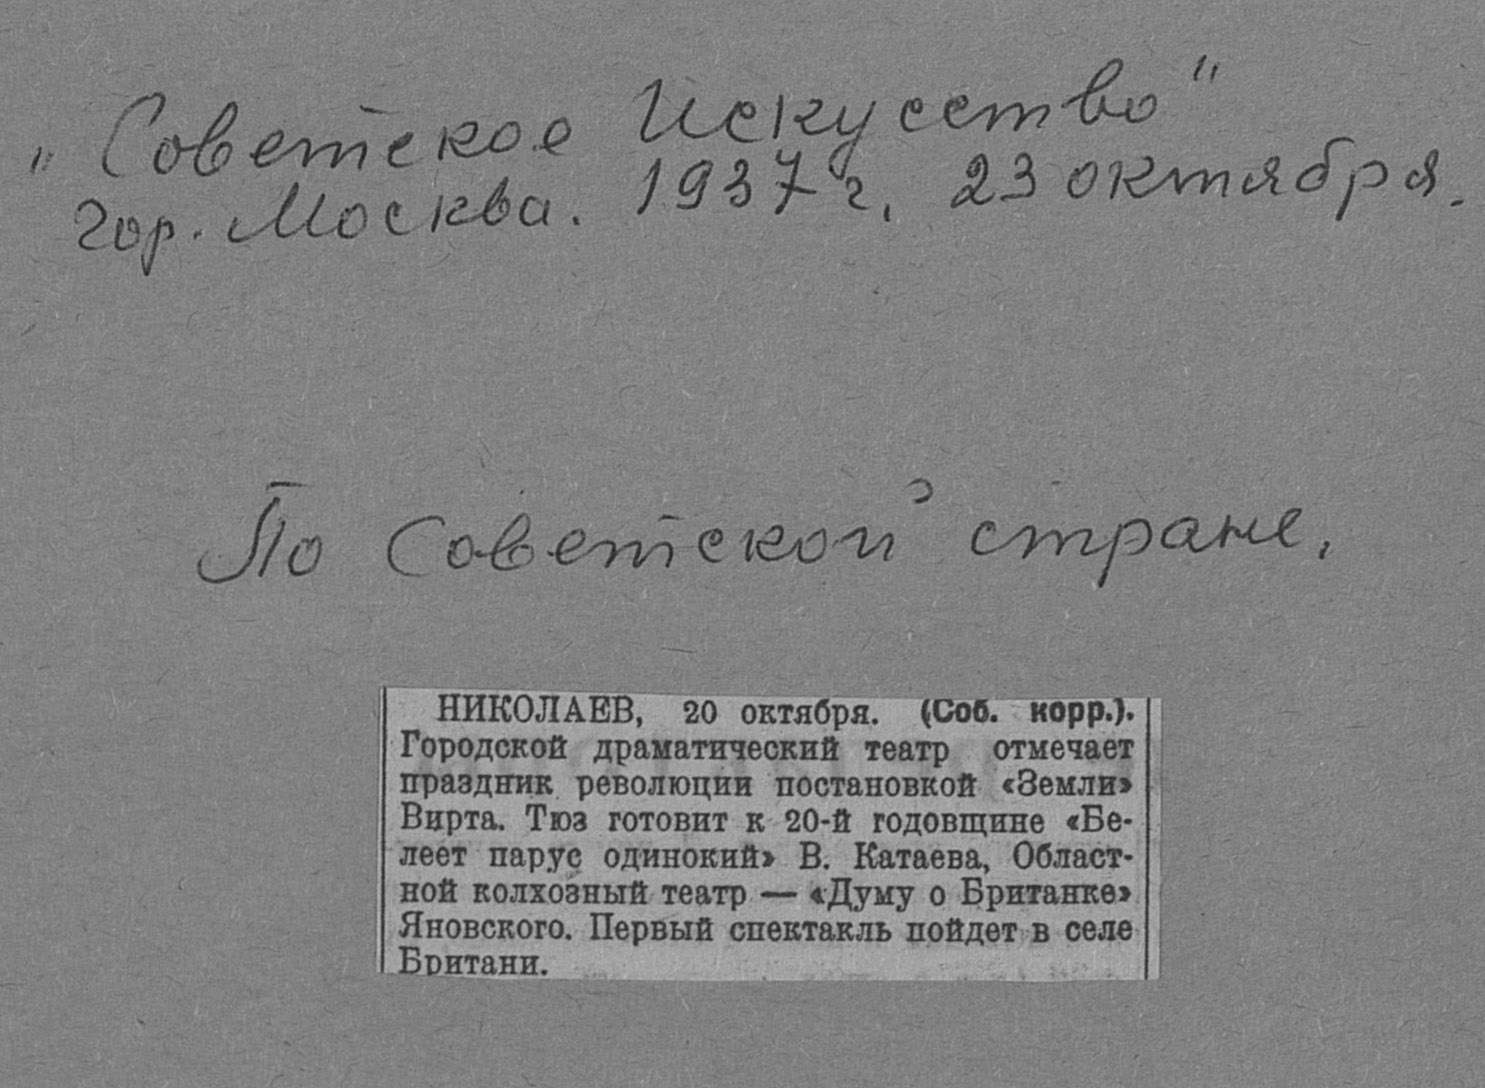 „Советское Искусство"
гор. Москва. 1937 г. 23 октября.
По Советской стране.
НИКОЛАЕВ, 20 октября. (Соб. корр.).
Городской драматический театр отмечает
праздник революции постановкой «Земли»
Вирта. Тюз готовит к 20-й годовщине «Бе-
леет парус одинокий» В. Катаева, Област-
ной колхозный театр — «Думу о Британке»
Яновского. Первый спектакль пойдет в селе
Британи.